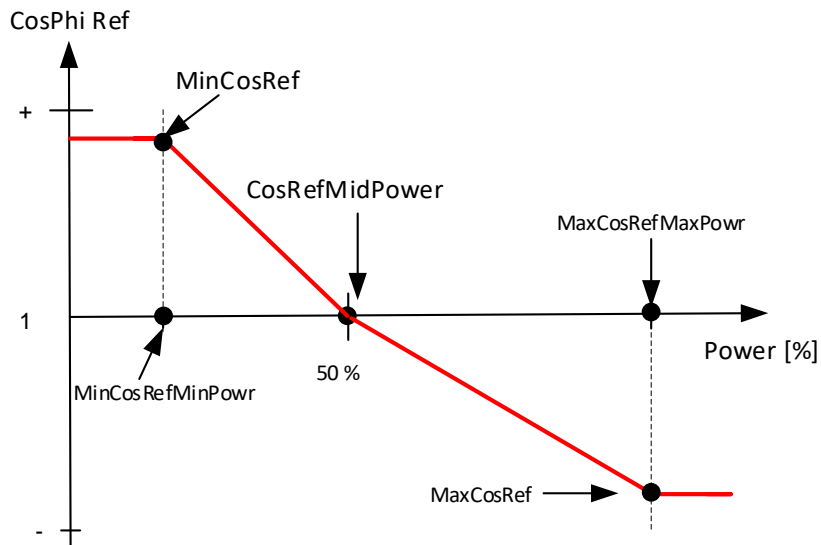 CosPhi Ref
MinCosRef
+
CosRefMidPower
MaxCosRefMaxPowr
1
Power [%]
50 %
MinCosRefMinPowr
MaxCosRef
-